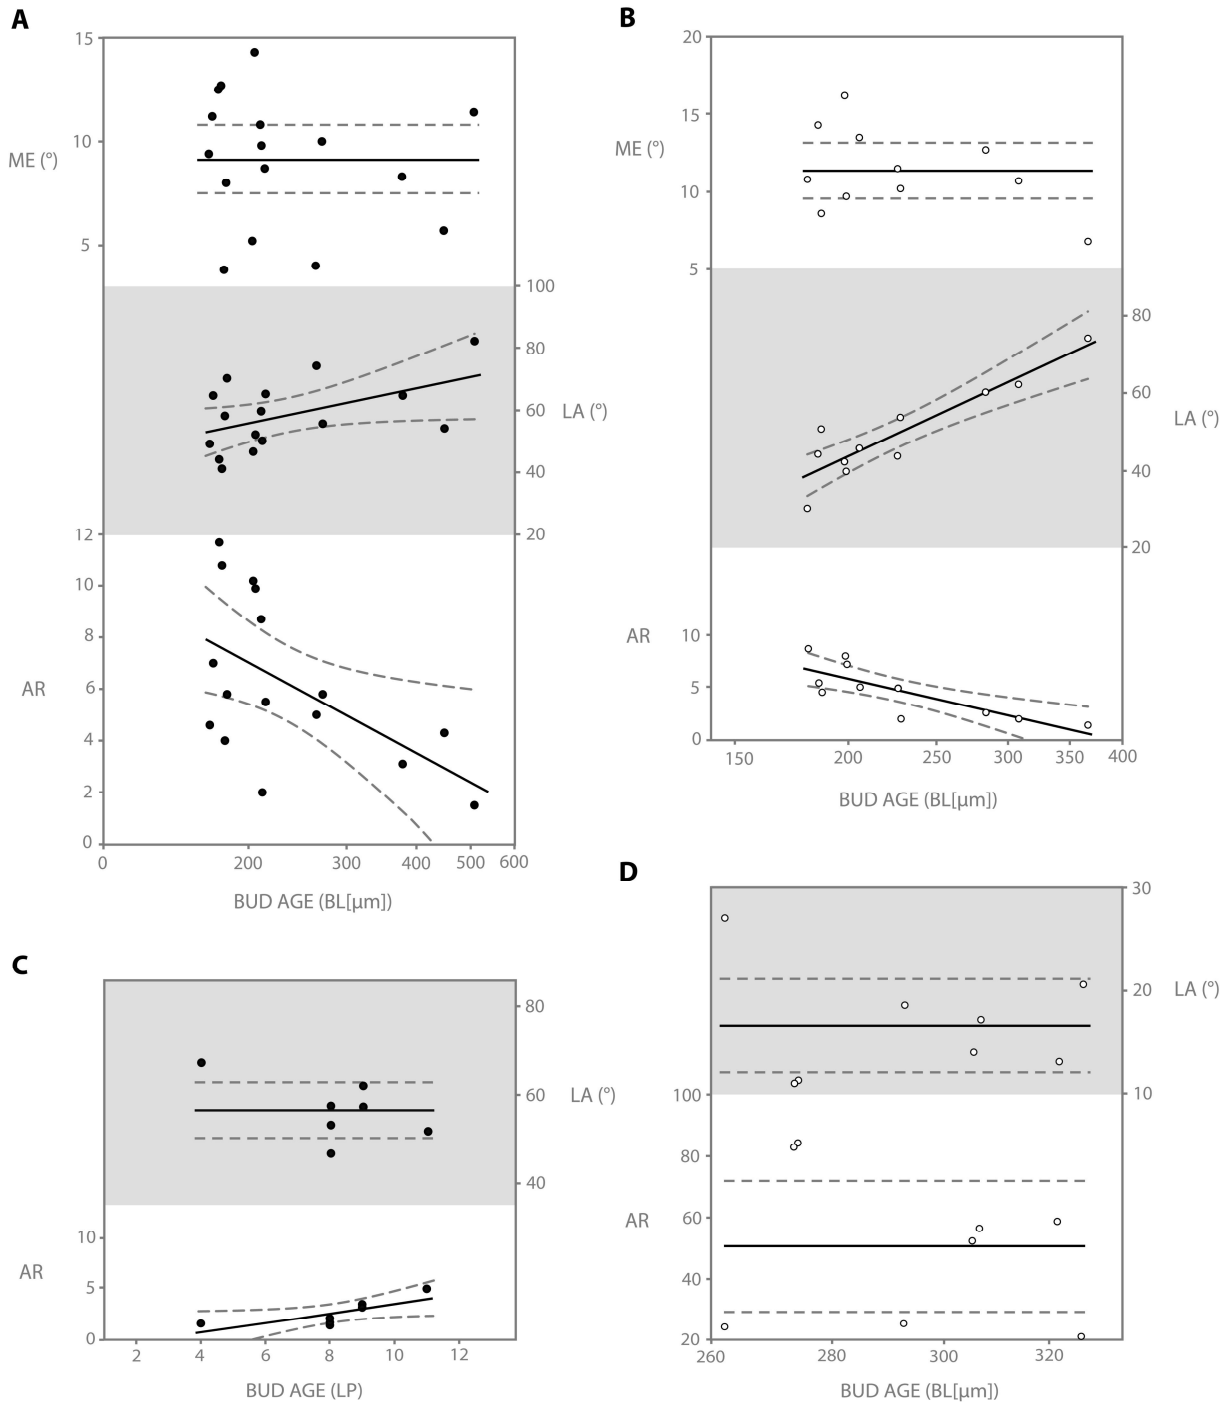 A
15
10
ME (°)
5
100
80
LA (°)
60
40
20
12
10
8
AR
6
4
2
0
0 200 300 400 500 600
BUD AGE (BL[µm])
B
20
15
ME (°)
10
5
80
60
LA (°)
40
20
AR
10
5
0
150 200 250 300 350 400
BUD AGE (BL[µm])
C
80
LA (°)
60
40
10
AR
5
0
2 4 6 8 10 12
BUD AGE (LP)
D
30
20
LA (°)
10
100
80
AR
60
40
20
260 280 300 320
BUD AGE (BL[µm])